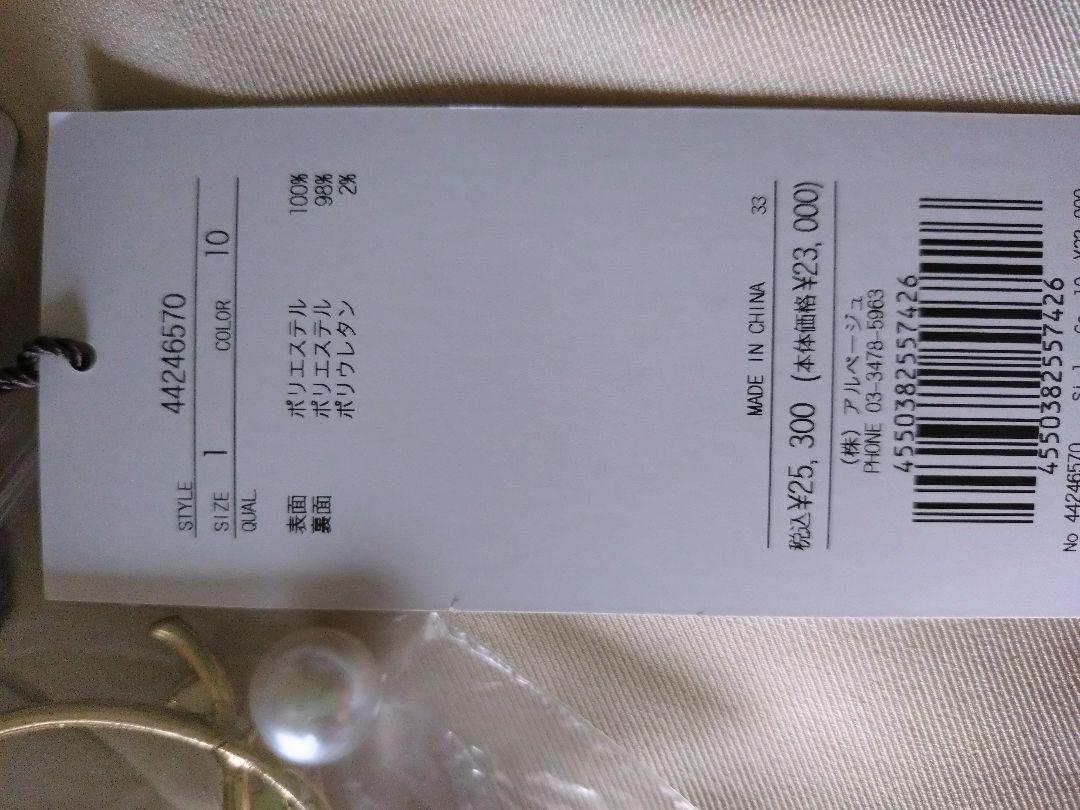 STYLE 44246570
SIZE 1 COLOR 10
QUAL
表面 ポリエステル 100%
裏面 ポリエステル 98%
ポリウレタン 2%
MADE IN CHINA 33
税込¥25,300 (本体価格¥23,000)
(株) アルページュ
PHONE 03-3478-5963
4550382557426
4550382557426
No 44246570